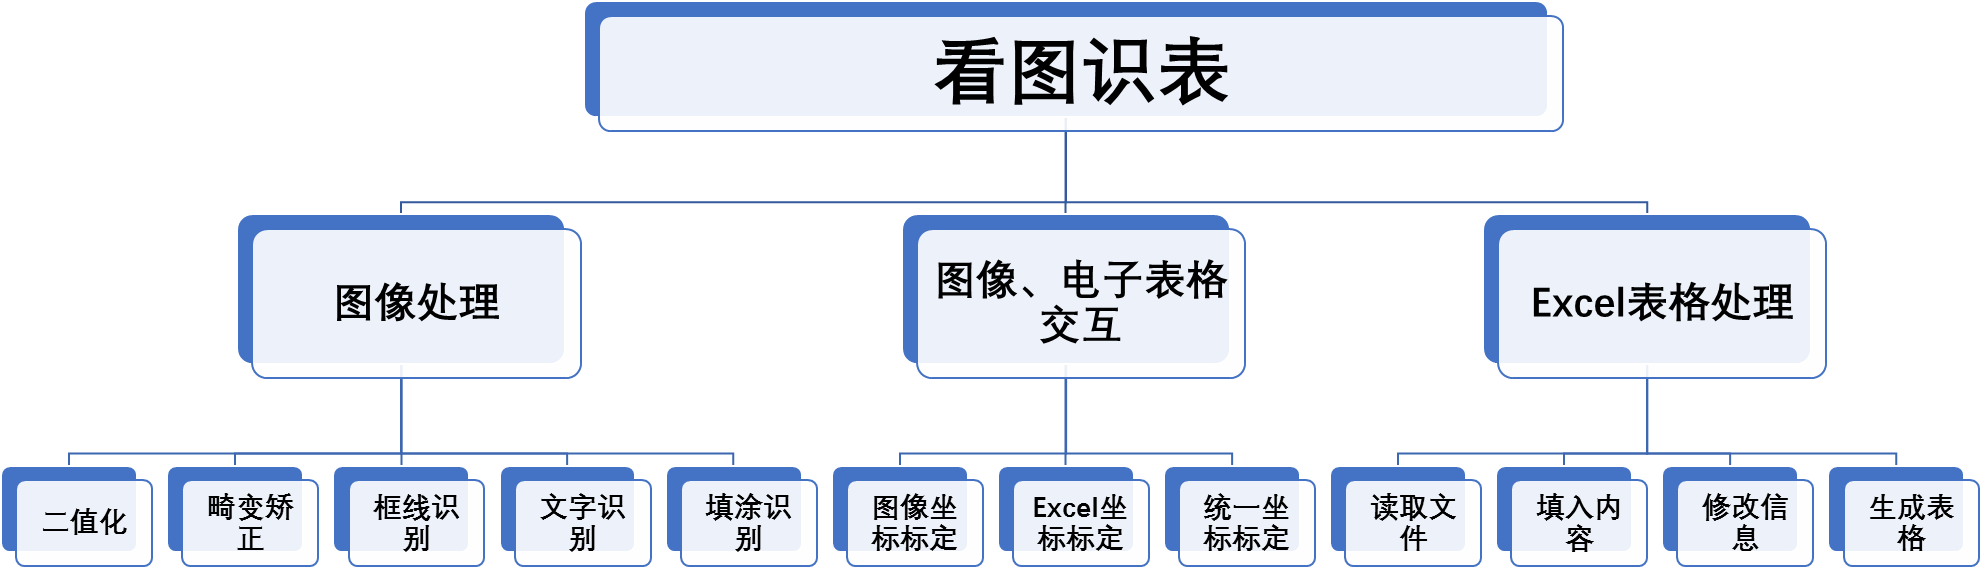 看图识表
图像处理
图像、电子表格
交互
Excel表格处理
二值化
畸变矫
正
框线识
别
文字识
别
填涂识
别
图像坐
标标定
Excel坐
标标定
统一坐
标标定
读取文
件
填入内
容
修改信
息
生成表
格